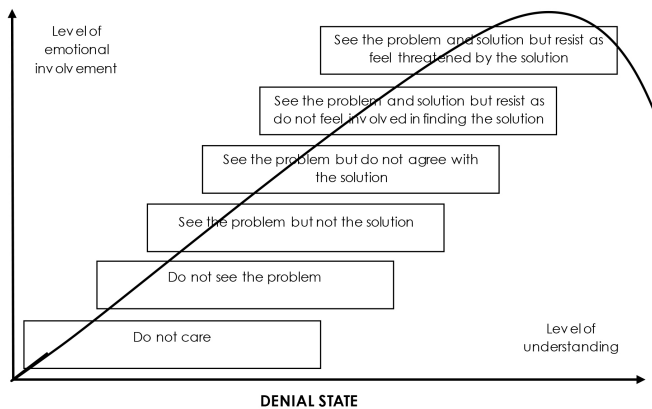 Level of
emotional
involvement
See the problem and solution but resist as
feel threatened by the solution
See the problem and solution but resist as
do not feel involved in finding the solution
See the problem but do not agree with
the solution
See the problem but not the solution
Do not see the problem
Do not care
Level of
understanding
DENIAL STATE